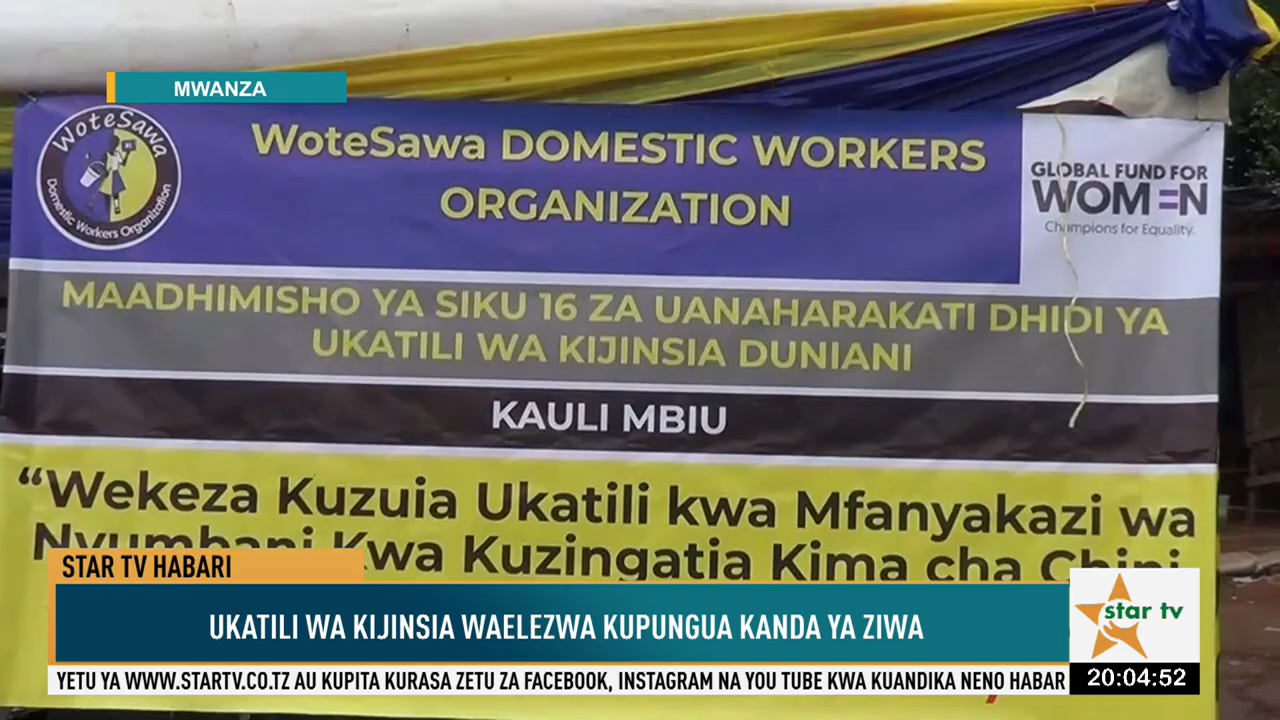 MWANZA
WoteSawa
Domestic Workers Organization
WoteSawa DOMESTIC WORKERS
ORGANIZATION
GLOBAL FUND FOR
WOMEN
Champions for Equality.
MAADHIMISHO YA SIKU 16 ZA UANAHARAKATI DHIDI YA
UKATILI WA KIJINSIA DUNIANI
KAULI MBIU
“Wekeza Kuzuia Ukatili kwa Mfanyakazi wa
Nyumbani Kwa Kuzingatia Kima cha Chini
STAR TV HABARI
UKATILI WA KIJINSIA WAELEZWA KUPUNGUA KANDA YA ZIWA
star tv
YETU YA WWW.STARTV.CO.TZ AU KUPITA KURASA ZETU ZA FACEBOOK, INSTAGRAM NA YOU TUBE KWA KUANDIKA NENO HABAR
20:04:52